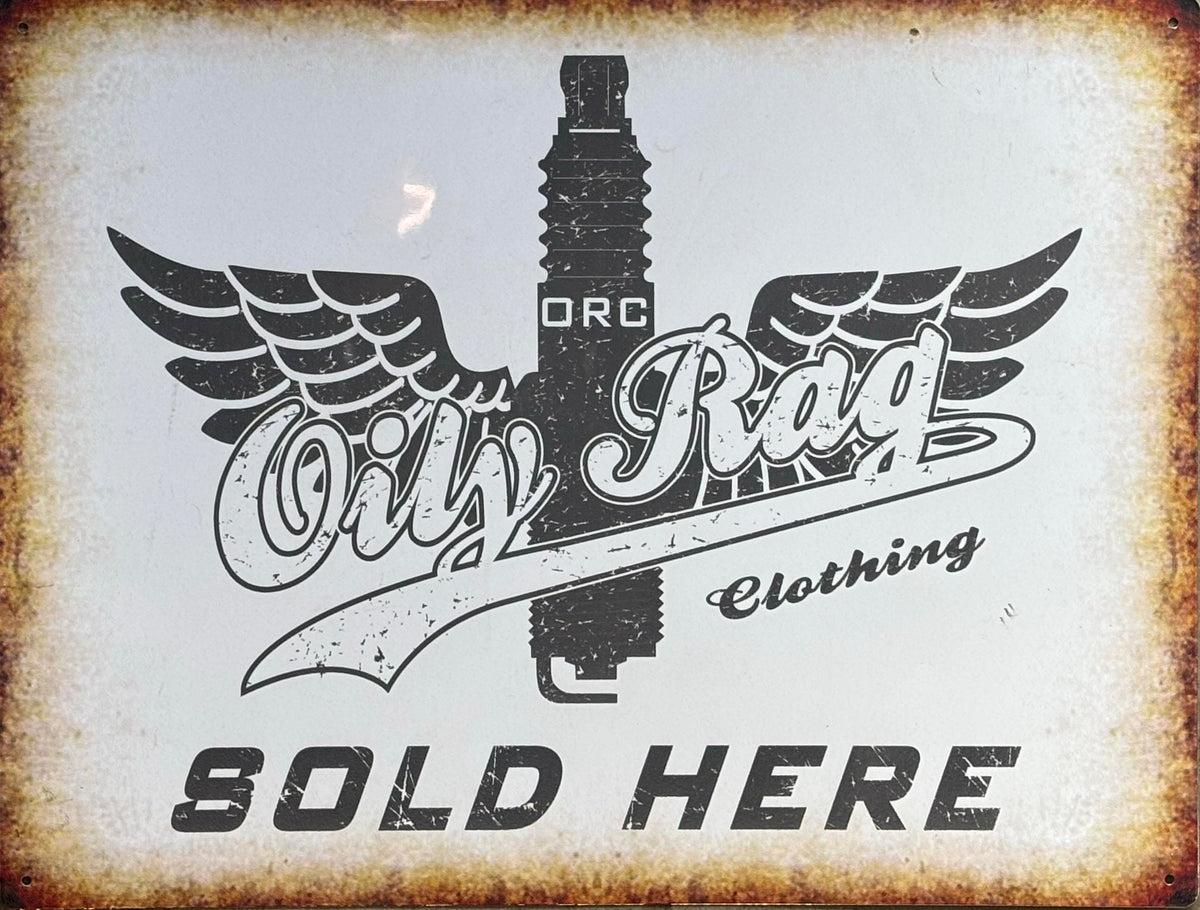 ORC
Oily Rag
Clothing
SOLD HERE